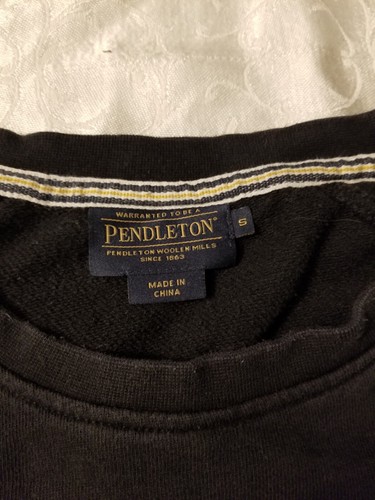 WARRANTED TO BE A
PENDLETON
S
PENDLETON WOOLEN MILLS
SINCE 1863
MADE IN
CHINA